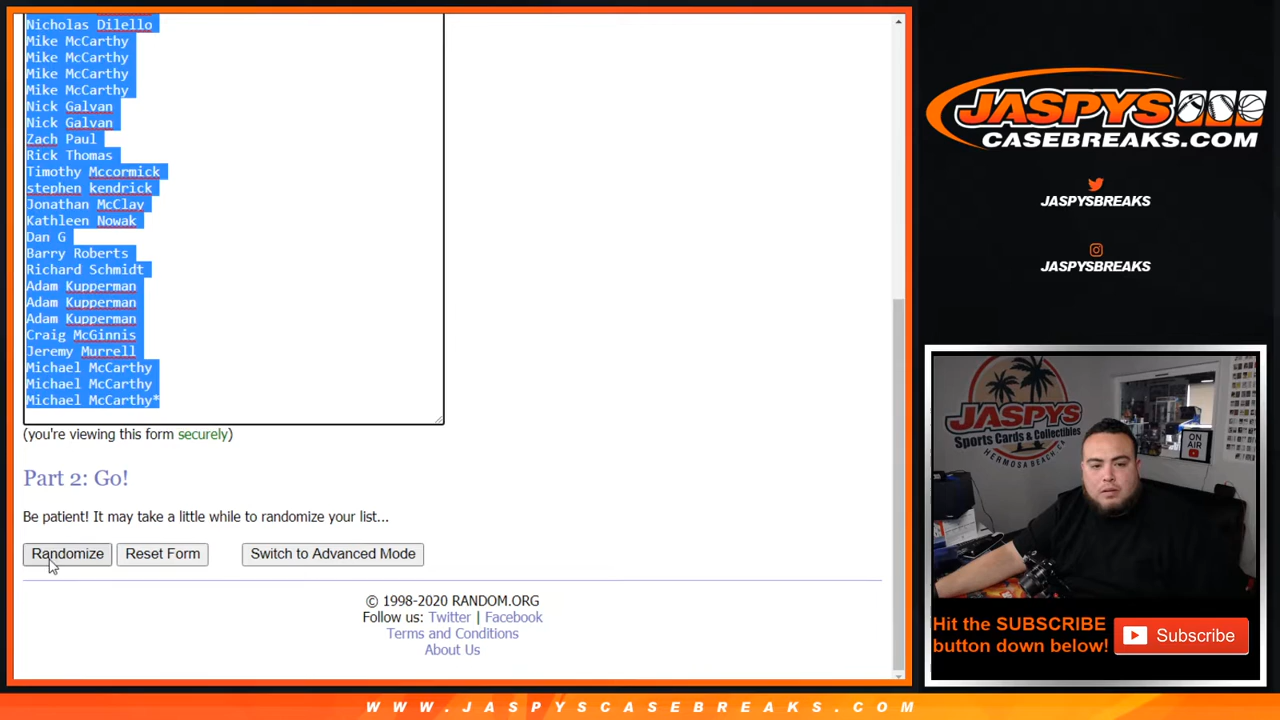 Nicholas Dilello
Mike McCarthy
Mike McCarthy
Mike McCarthy
Mike McCarthy
Nick Galvan
Nick Galvan
Zach Paul
Rick Thomas
Timothy Mccormick
stephen kendrick
Jonathan McClay
Kathleen Nowak
Dan G
Barry Roberts
Richard Schmidt
Adam Kupperman
Adam Kupperman
Adam Kupperman
Craig McGinnis
Jeremy Murrell
Michael McCarthy
Michael McCarthy
Michael McCarthy*
(you're viewing this form securely)
Part 2: Go!
Be patient! It may take a little while to randomize your list...
Randomize Reset Form Switch to Advanced Mode
© 1998-2020 RANDOM.ORG
Follow us: Twitter | Facebook
Terms and Conditions
About Us
JASPYS
CASEBREAKS.COM
JASPYSBREAKS
JASPYSBREAKS
JASPYS
Sports Cards & Collectibles
HERMOSA BEACH, CA
ON
AIR
Hit the SUBSCRIBE
button down below!
Subscribe
WWW.JASPYSCASEBREAKS.COM